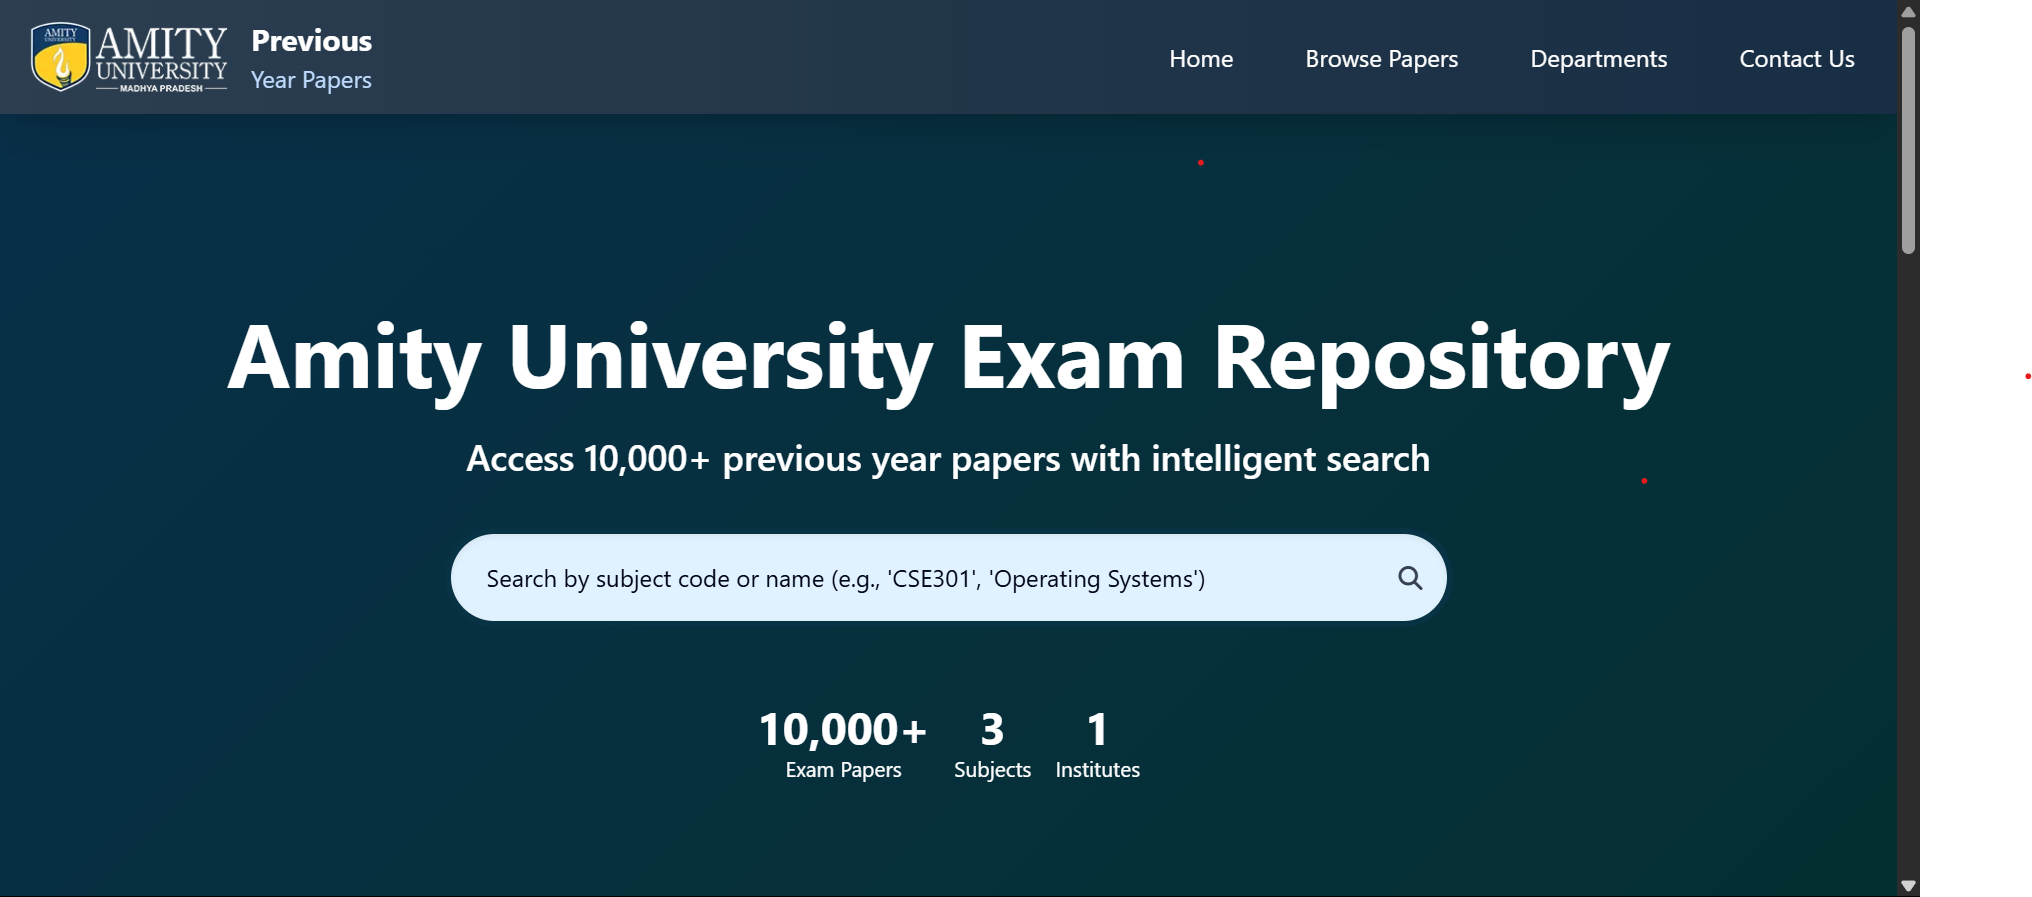 AMITY
UNIVERSITY
AMITY
UNIVERSITY
MADHYA PRADESH
Previous
Year Papers
Home
Browse Papers
Departments
Contact Us
Amity University Exam Repository
Access 10,000+ previous year papers with intelligent search
Search by subject code or name (e.g., 'CSE301', 'Operating Systems')
10,000+
Exam Papers
3
Subjects
1
Institutes